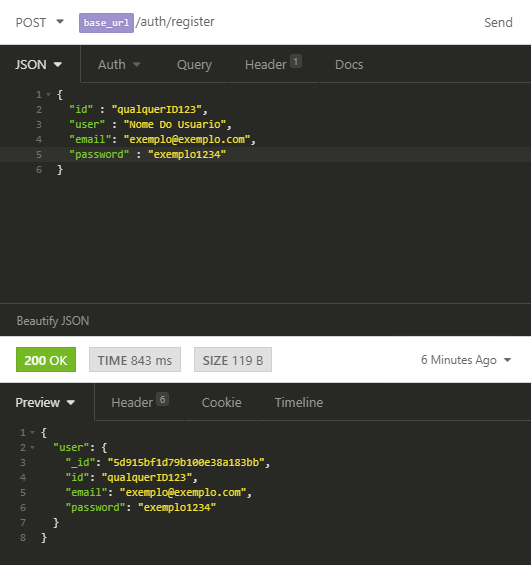 POST base_url /auth/register Send
JSON Auth Query Header 1 Docs
1 {
2 "id" : "qualquerID123",
3 "user" : "Nome Do Usuario",
4 "email": "exemplo@exemplo.com",
5 "password" : "exemplo1234"
6 }
Beautify JSON
200 OK TIME 843 ms SIZE 119 B 6 Minutes Ago
Preview Header 6 Cookie Timeline
1 {
2 "user": {
3 "_id": "5d915bf1d79b100e38a183bb",
4 "id": "qualquerID123",
5 "email": "exemplo@exemplo.com",
6 "password": "exemplo1234"
7 }
8 }